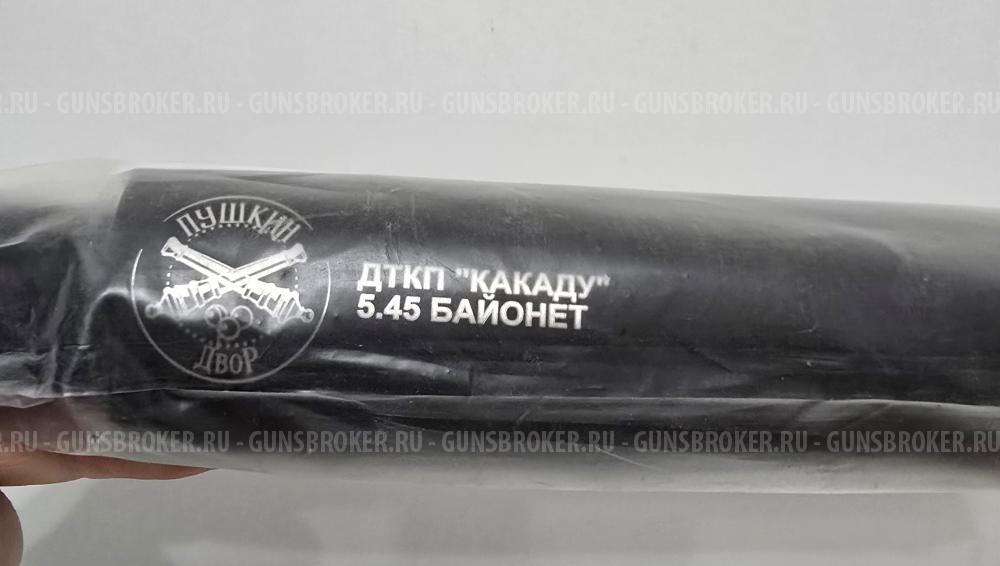 .RU - GUNSBROKER.RU - GUNSBROKER.RU - GUNSBROKER.RU - GUNSBROKER.RU - GUNSBROKER.RU -
ПУШКИН
ДВОР
ДТКП "КАКАДУ"
5.45 БАЙОНЕТ
.RU - GUNSBROKER.RU - GUNSBROKER.RU - GUNSBROKER.RU - GUNSBROKER.RU - GUNSBROKER.RU -